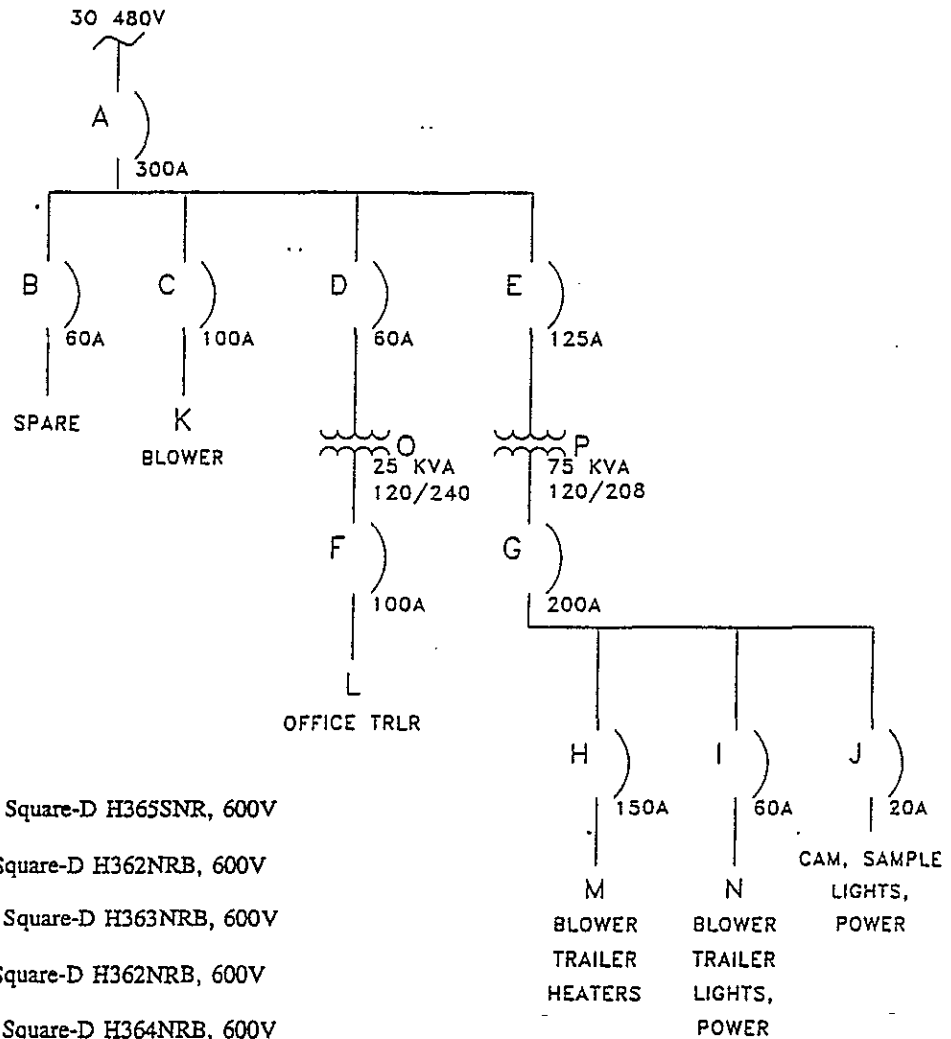 30 480V
A
300A
B
60A
C
100A
D
60A
E
125A
SPARE
K
BLOWER
O
25 KVA
120/240
P
75 KVA
120/208
F
100A
G
200A
L
OFFICE TRLR
H
150A
I
60A
J
20A
M
BLOWER
TRAILER
HEATERS
N
BLOWER
TRAILER
LIGHTS,
POWER
CAM, SAMPLE
LIGHTS,
POWER
Square-D H365SNR, 600V
Square-D H362NRB, 600V
Square-D H363NRB, 600V
Square-D H362NRB, 600V
Square-D H364NRB, 600V